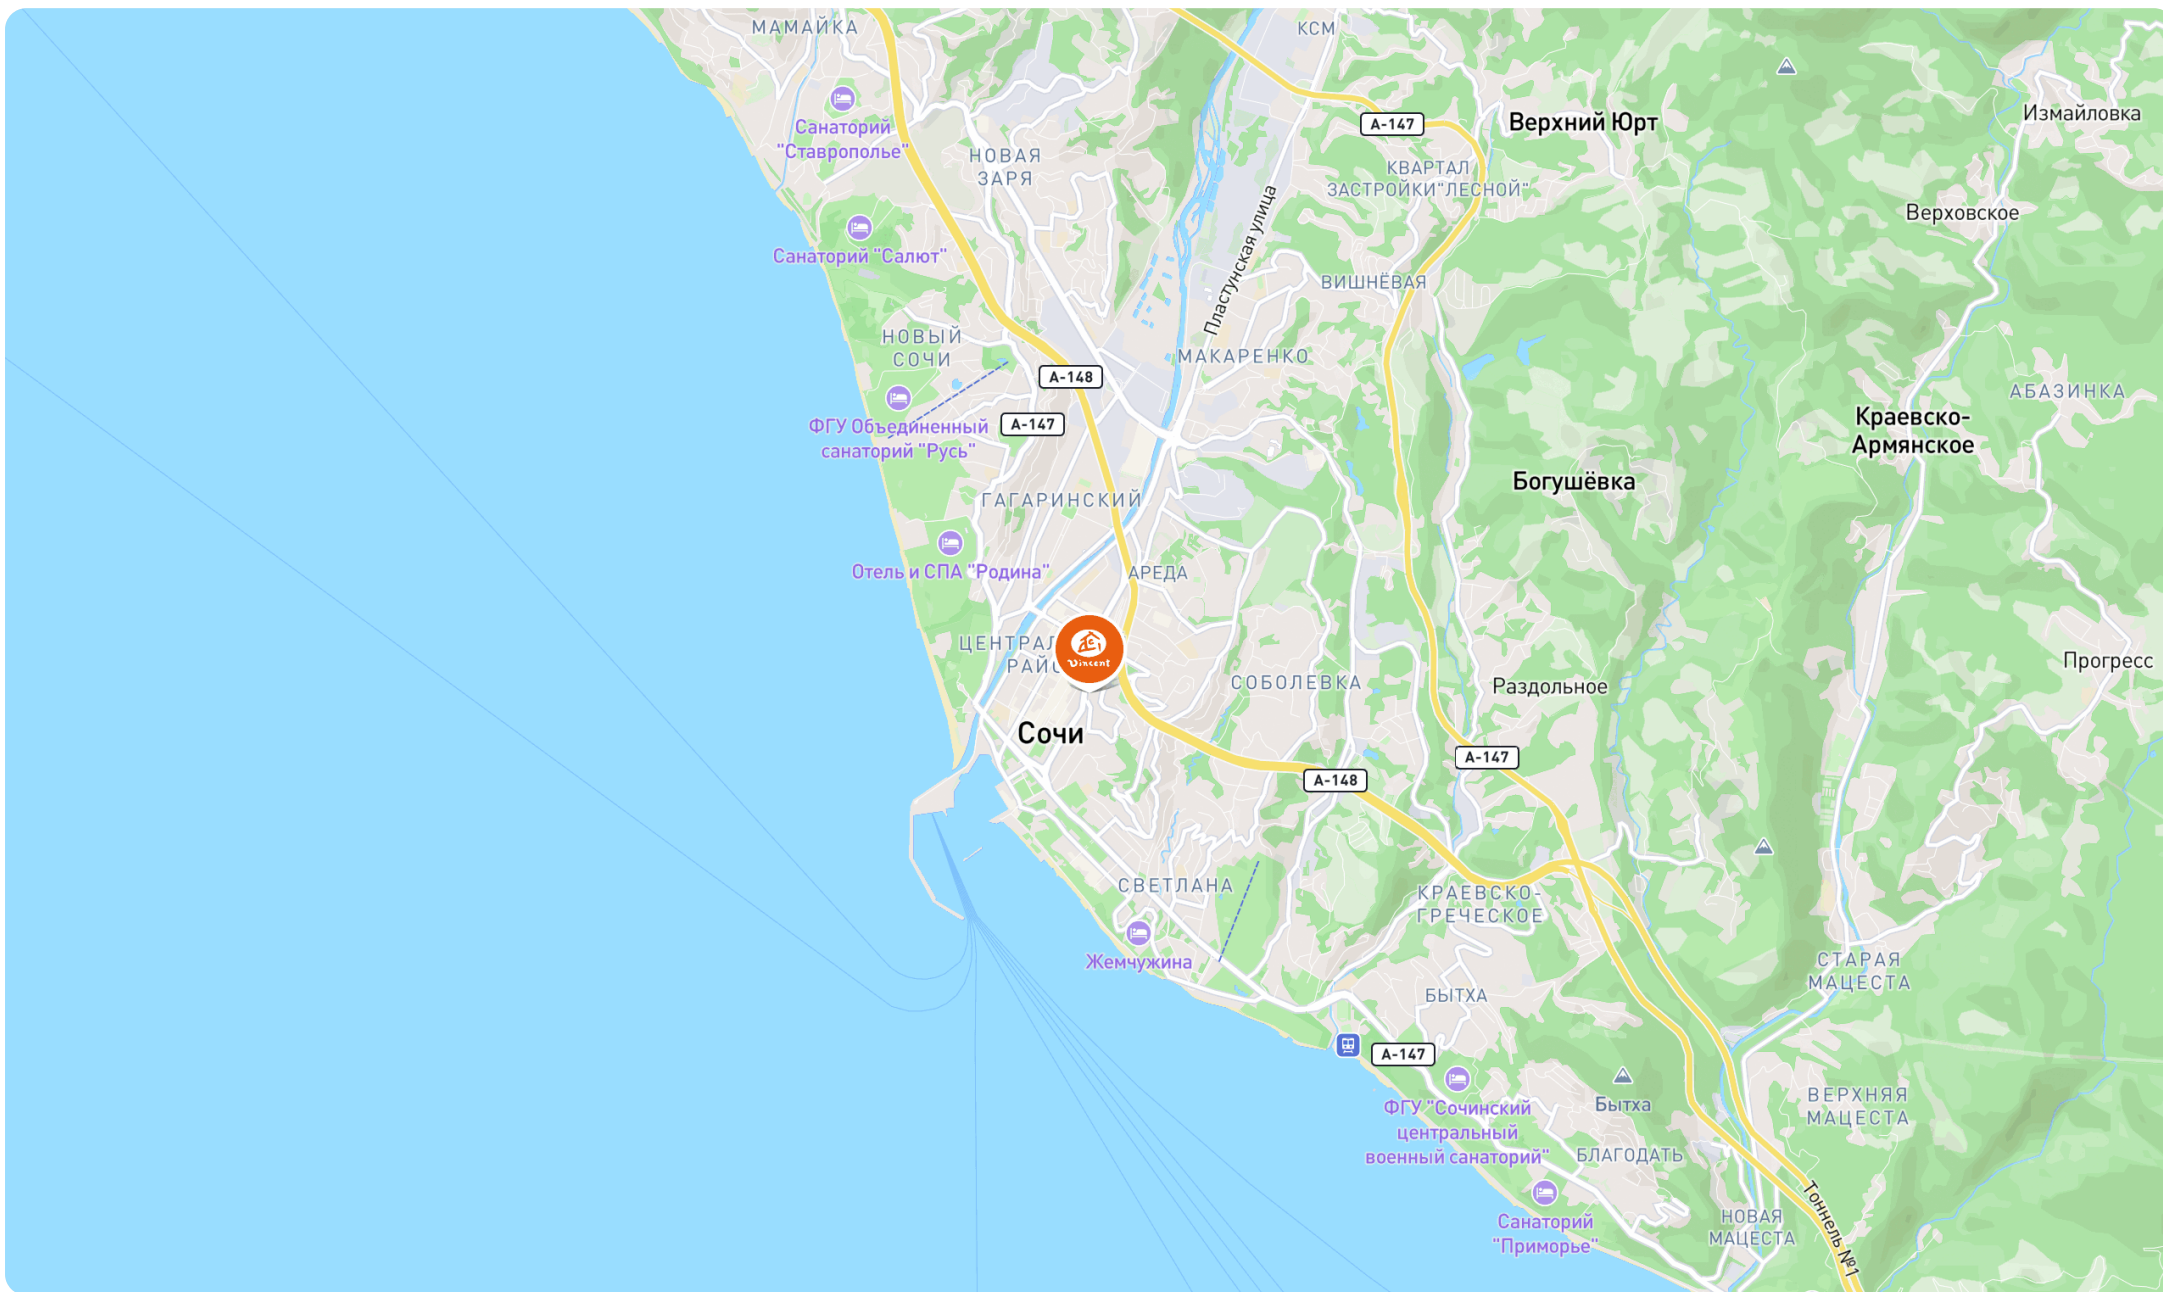 МАМАЙКА
КСМ
Санаторий
"Ставрополье"
А-147
Верхний Юрт
Измайловка
НОВАЯ
ЗАРЯ
КВАРТАЛ
ЗАСТРОЙКИ"ЛЕСНОЙ"
Верховское
Санаторий "Салют"
Пластунская улица
ВИШНЁВАЯ
НОВЫЙ
СОЧИ
МАКАРЕНКО
А-148
АБАЗИНКА
А-147
ФГУ Объединенный
санаторий "Русь"
Краевско-
Армянское
Богушёвка
ГАГАРИНСКИЙ
Отель и СПА "Родина"
АРЕДА
ЦЕНТРАЛ
РАЙО
Vincent
СОБОЛЕВКА
Раздольное
Прогресс
Сочи
А-147
А-148
СВЕТЛАНА
КРАЕВСКО-
ГРЕЧЕСКОЕ
Жемчужина
СТАРАЯ
МАЦЕСТА
БЫТХА
А-147
ФГУ "Сочинский
центральный
военный санаторий"
Бытха
ВЕРХНЯЯ
МАЦЕСТА
БЛАГОДАТЬ
Санаторий
"Приморье"
НОВАЯ
МАЦЕСТА
Тоннель №1